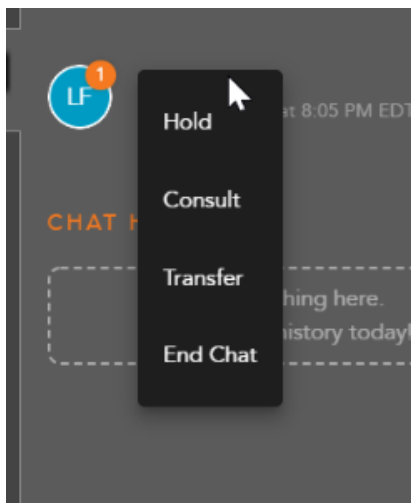 1
LF
Hold
at 8:05 PM EDT
Consult
CHAT
Transfer
hing here.
history today!
End Chat